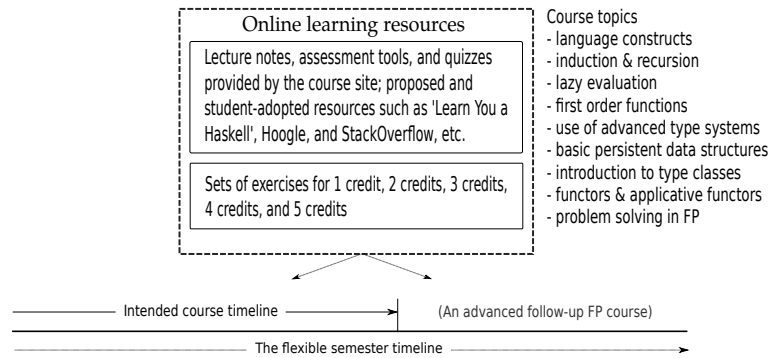 Online learning resources
Lecture notes, assessment tools, and quizzes
provided by the course site; proposed and
student-adopted resources such as 'Learn You a
Haskell', Hoogle, and StackOverflow, etc.
Sets of exercises for 1 credit, 2 credits, 3 credits,
4 credits, and 5 credits
Course topics
- language constructs
- induction & recursion
- lazy evaluation
- first order functions
- use of advanced type systems
- basic persistent data structures
- introduction to type classes
- functors & applicative functors
- problem solving in FP
Intended course timeline
(An advanced follow-up FP course)
The flexible semester timeline